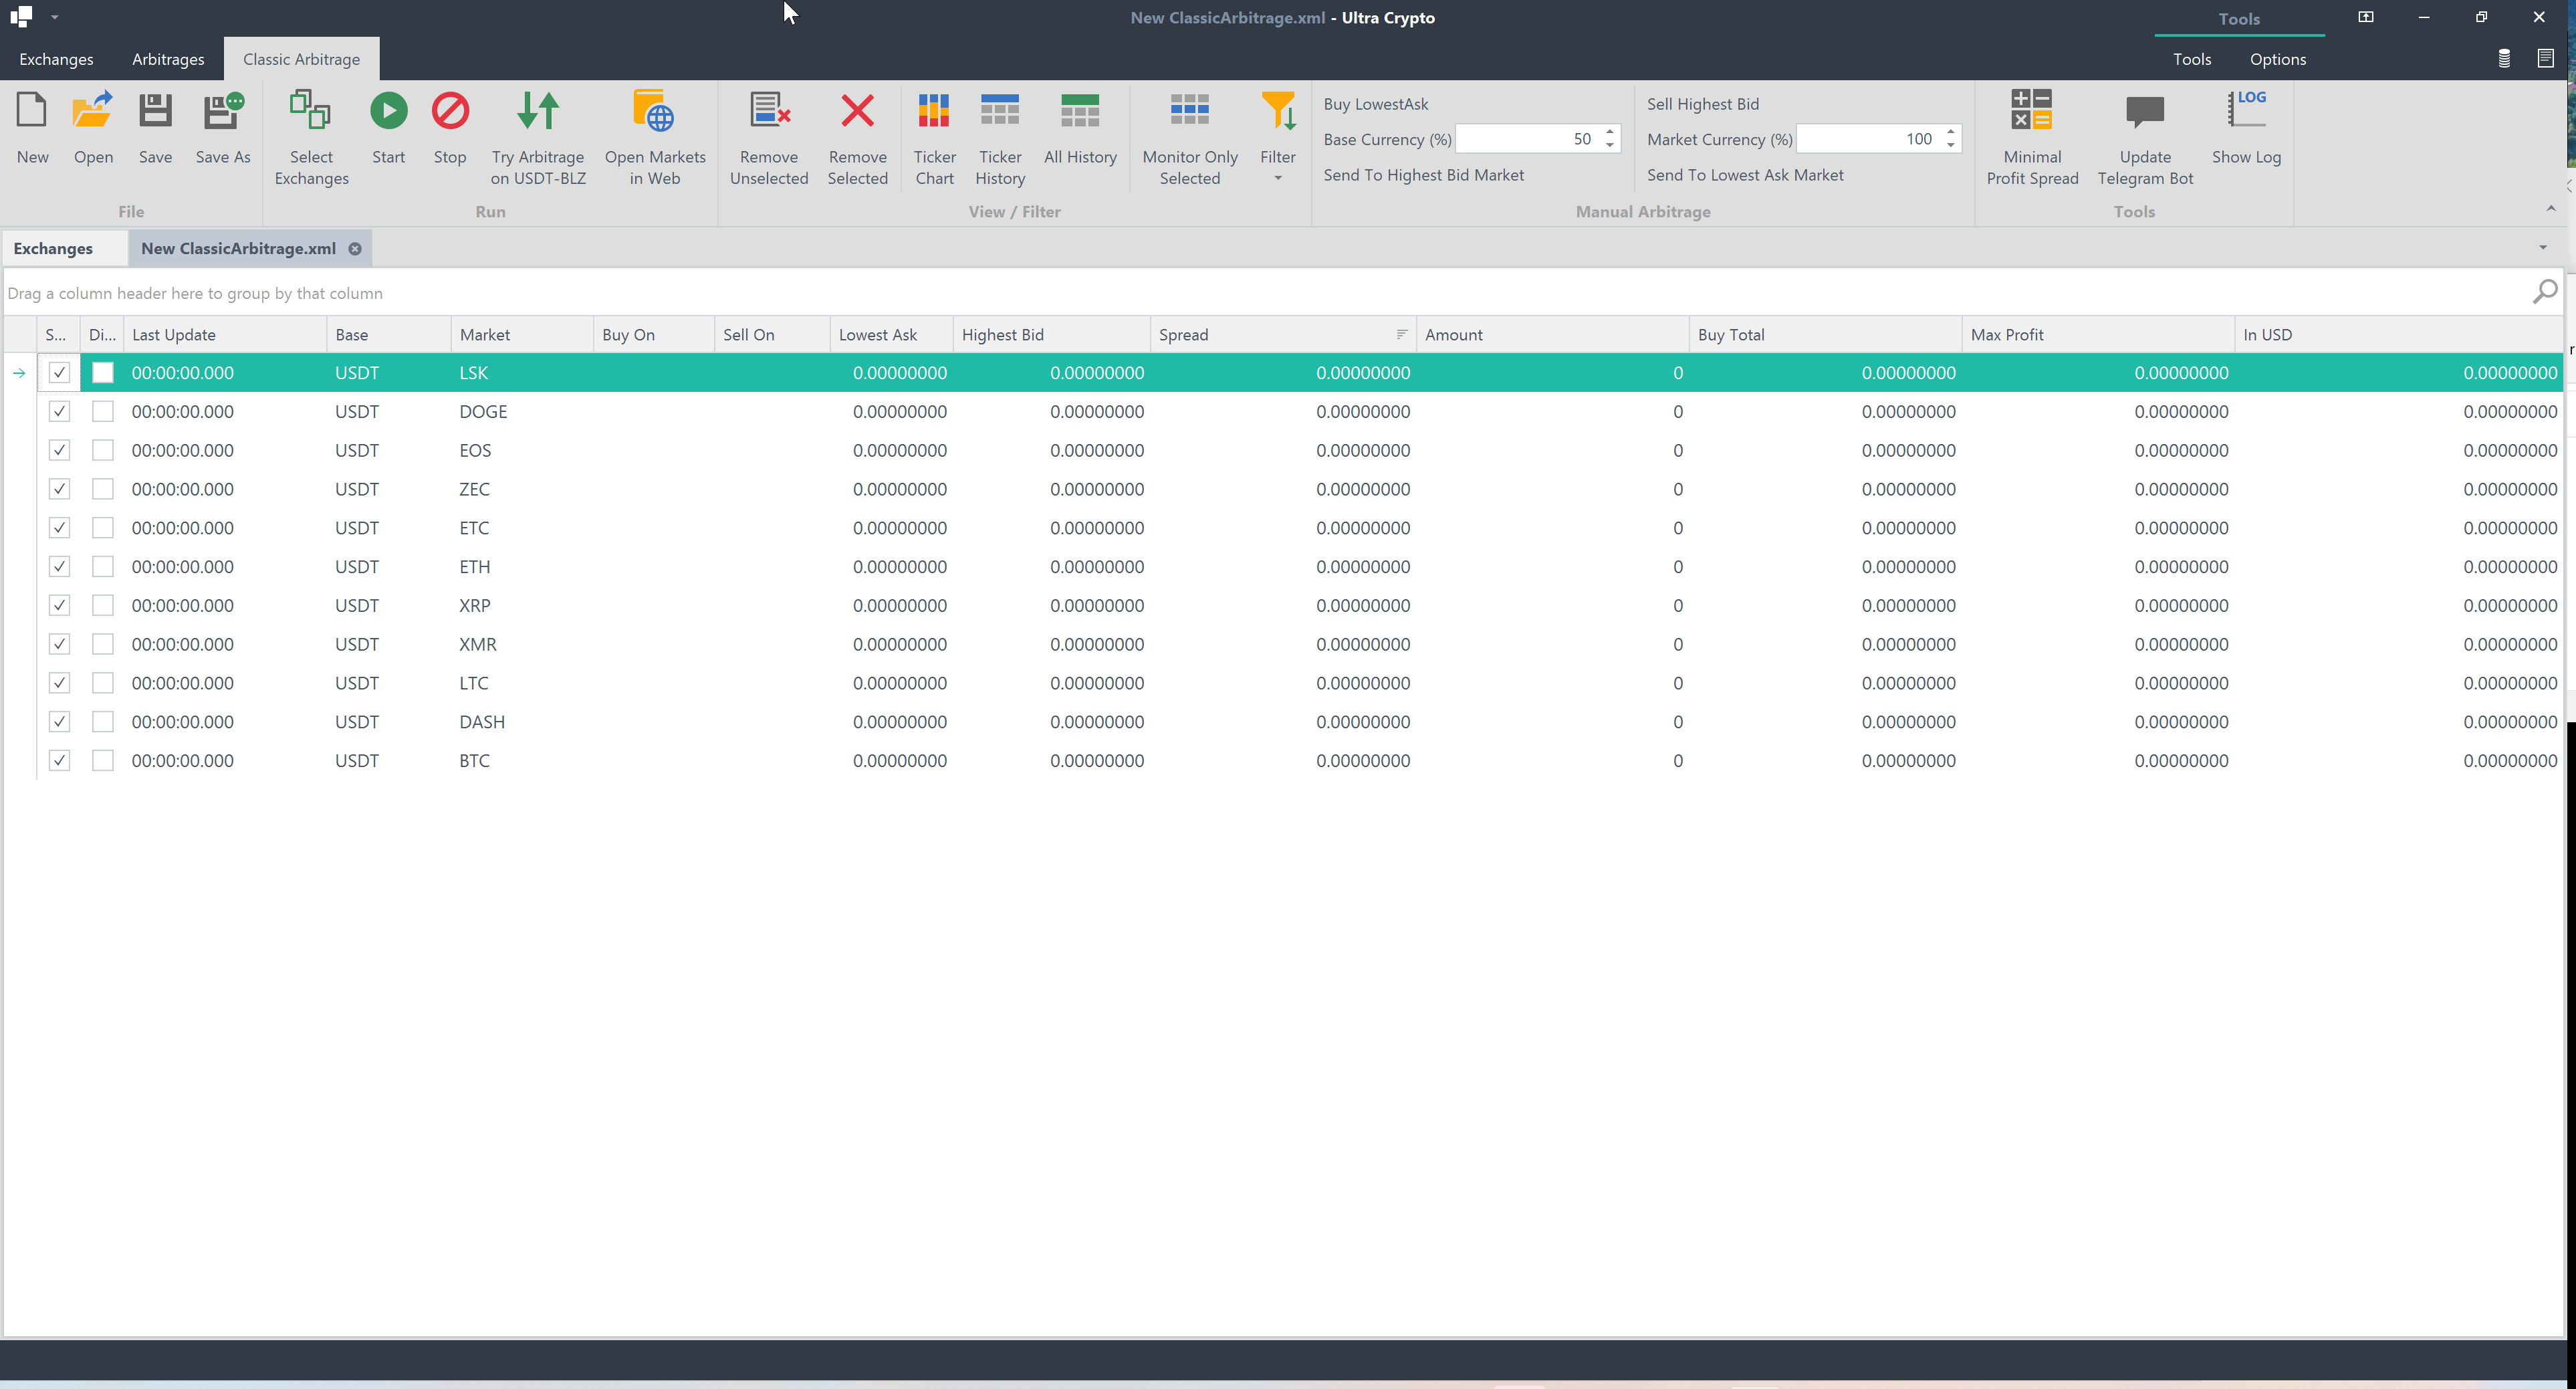 New ClassicArbitrage.xml - Ultra Crypto
Tools
Exchanges Arbitrages Classic Arbitrage Tools Options
New Open Save Save As
File
Select Exchanges Start Stop Try Arbitrage on USDT-BLZ Open Markets in Web
Run
Remove Unselected Remove Selected Ticker Chart Ticker History All History Monitor Only Selected Filter
View / Filter
Buy LowestAsk
Base Currency (%) 50
Send To Highest Bid Market
Sell Highest Bid
Market Currency (%) 100
Send To Lowest Ask Market
Manual Arbitrage
Minimal Profit Spread Update Telegram Bot LOG Show Log
Tools
Exchanges New ClassicArbitrage.xml
Drag a column header here to group by that column
S... Di... Last Update Base Market Buy On Sell On Lowest Ask Highest Bid Spread Amount Buy Total Max Profit In USD
00:00:00.000 USDT LSK 0.00000000 0.00000000 0.00000000 0 0.00000000 0.00000000 0.00000000
00:00:00.000 USDT DOGE 0.00000000 0.00000000 0.00000000 0 0.00000000 0.00000000 0.00000000
00:00:00.000 USDT EOS 0.00000000 0.00000000 0.00000000 0 0.00000000 0.00000000 0.00000000
00:00:00.000 USDT ZEC 0.00000000 0.00000000 0.00000000 0 0.00000000 0.00000000 0.00000000
00:00:00.000 USDT ETC 0.00000000 0.00000000 0.00000000 0 0.00000000 0.00000000 0.00000000
00:00:00.000 USDT ETH 0.00000000 0.00000000 0.00000000 0 0.00000000 0.00000000 0.00000000
00:00:00.000 USDT XRP 0.00000000 0.00000000 0.00000000 0 0.00000000 0.00000000 0.00000000
00:00:00.000 USDT XMR 0.00000000 0.00000000 0.00000000 0 0.00000000 0.00000000 0.00000000
00:00:00.000 USDT LTC 0.00000000 0.00000000 0.00000000 0 0.00000000 0.00000000 0.00000000
00:00:00.000 USDT DASH 0.00000000 0.00000000 0.00000000 0 0.00000000 0.00000000 0.00000000
00:00:00.000 USDT BTC 0.00000000 0.00000000 0.00000000 0 0.00000000 0.00000000 0.00000000